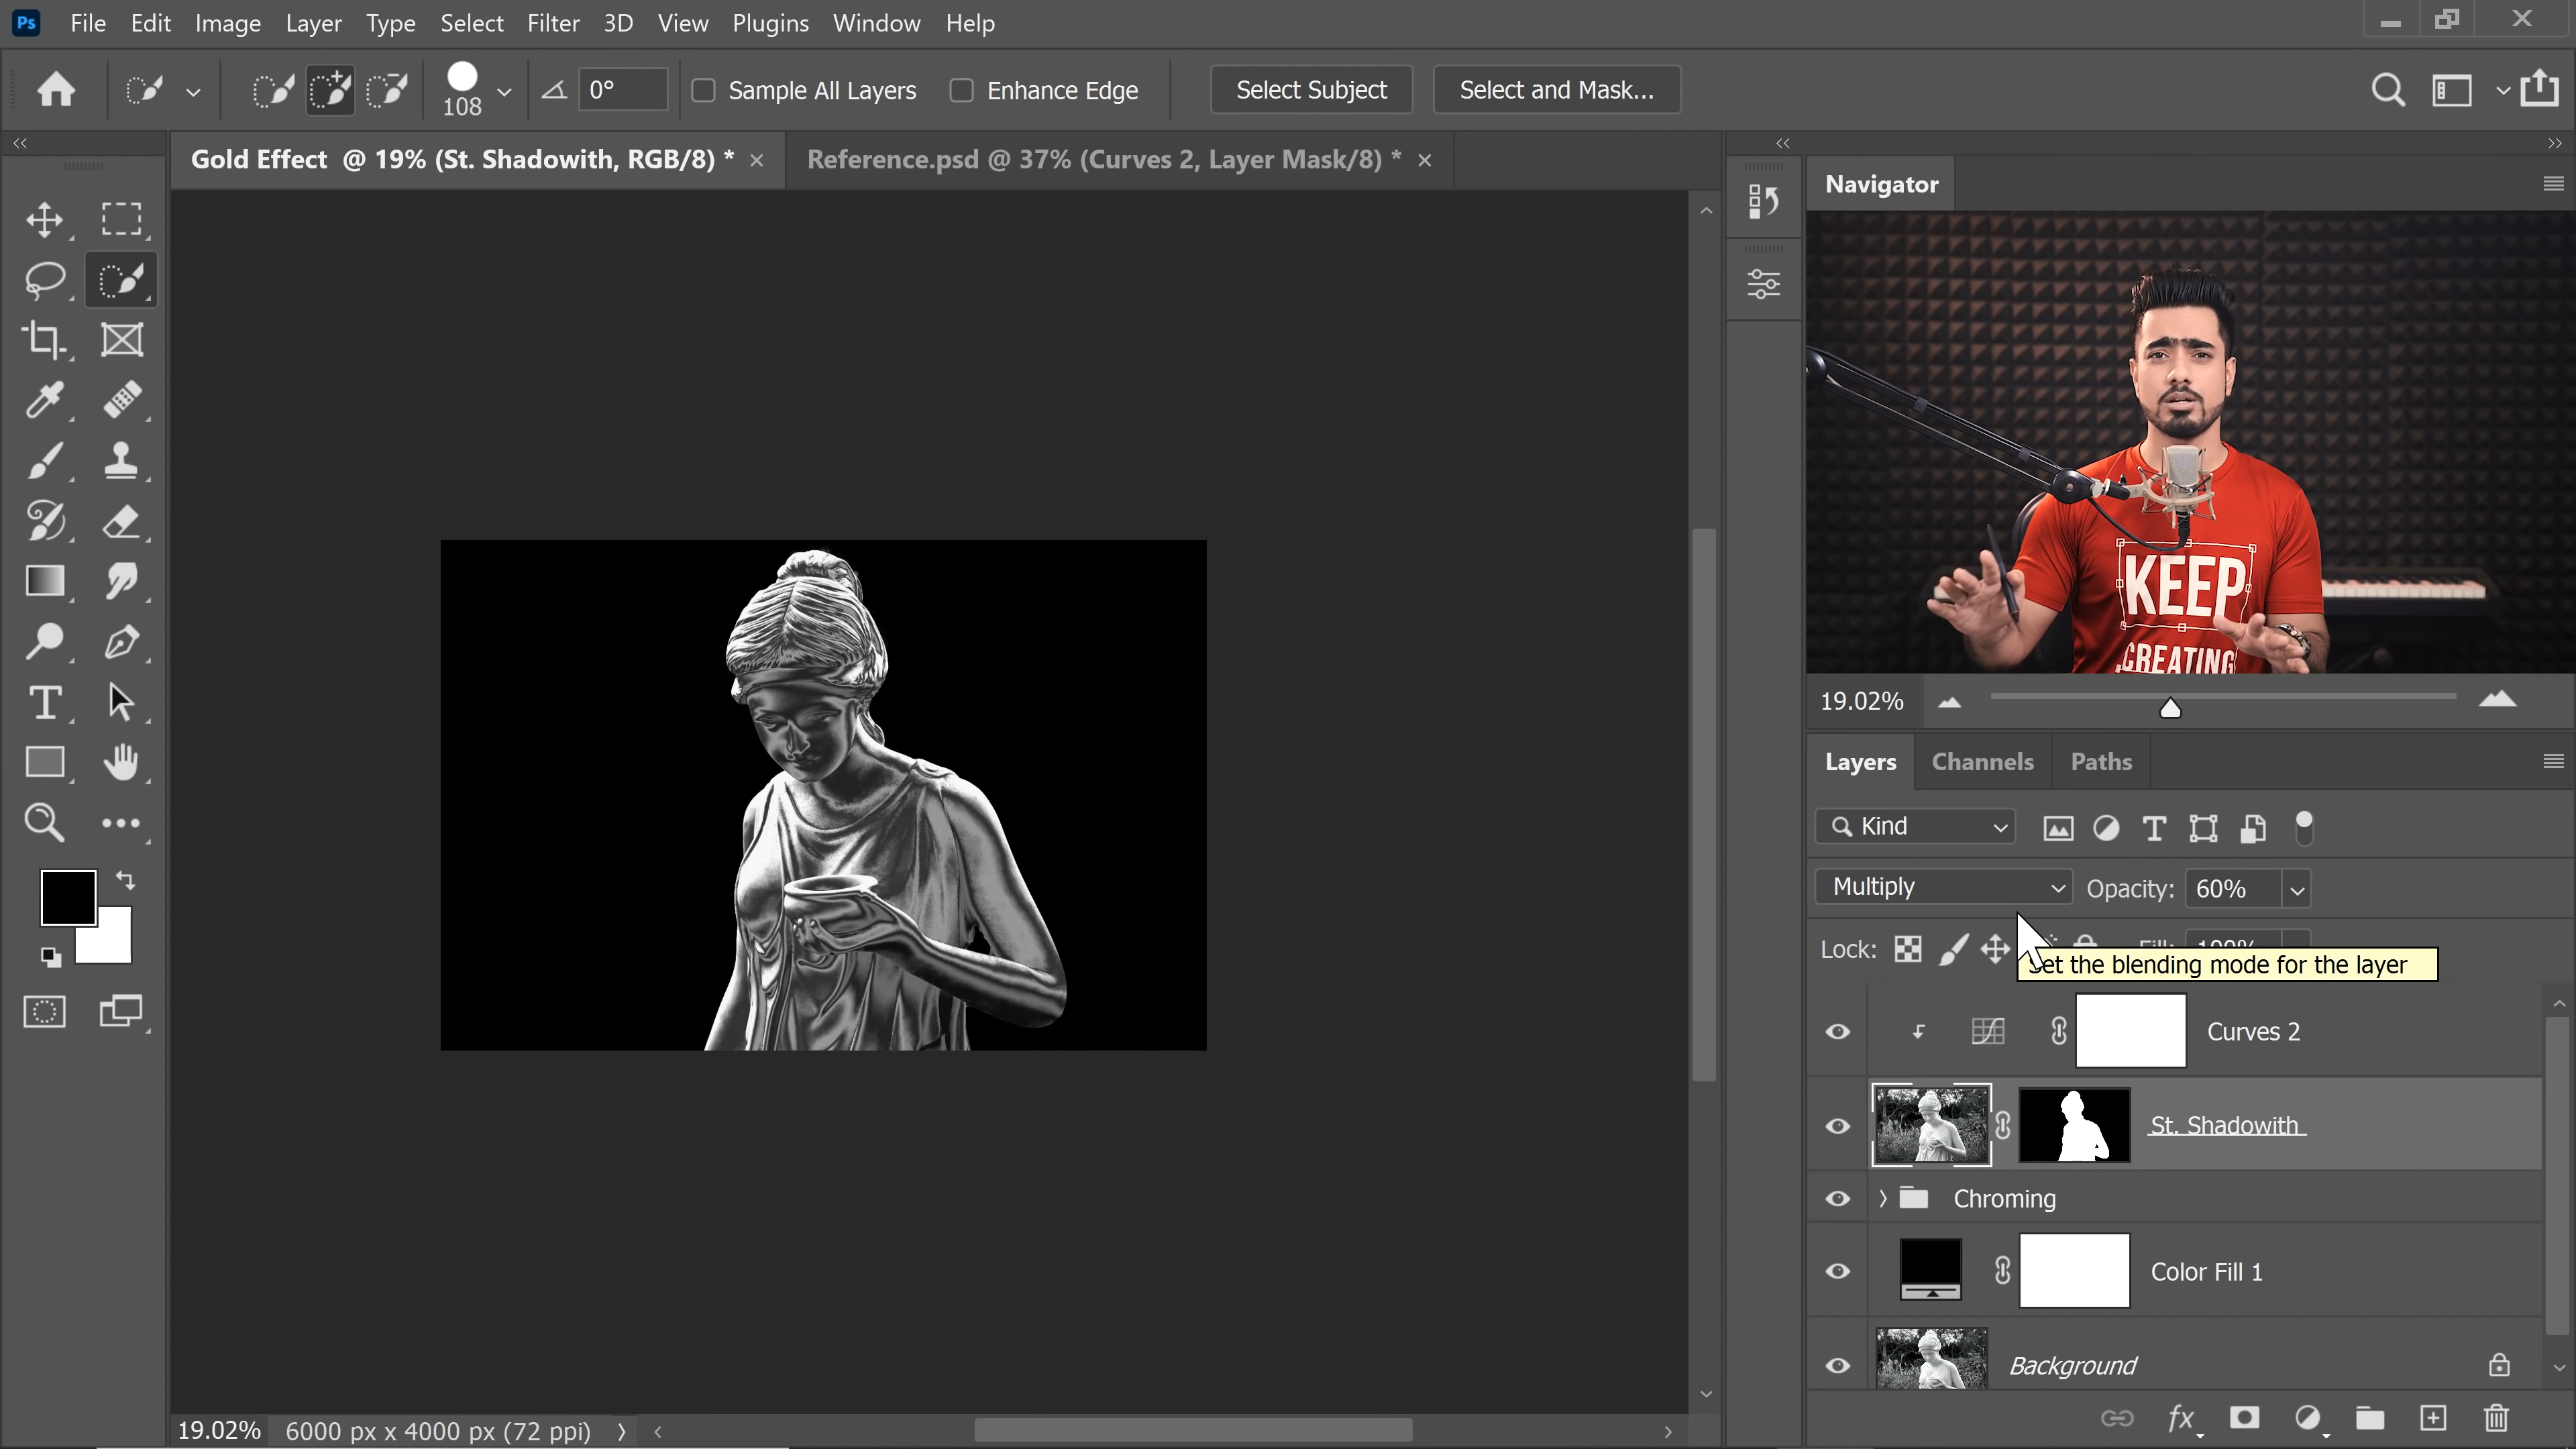 Ps File Edit Image Layer Type Select Filter 3D View Plugins Window Help
108 0° Sample All Layers Enhance Edge Select Subject Select and Mask...
Gold Effect @ 19% (St. Shadowith, RGB/8) * × Reference.psd @ 37% (Curves 2, Layer Mask/8) * ×
Navigator
KEEP
CREATING
19.02%
Layers Channels Paths
Kind
Multiply Opacity: 60%
Lock: Fill: 100%
Set the blending mode for the layer
Curves 2
St. Shadowith
Chroming
Color Fill 1
Background
fx
19.02% 6000 px x 4000 px (72 ppi)